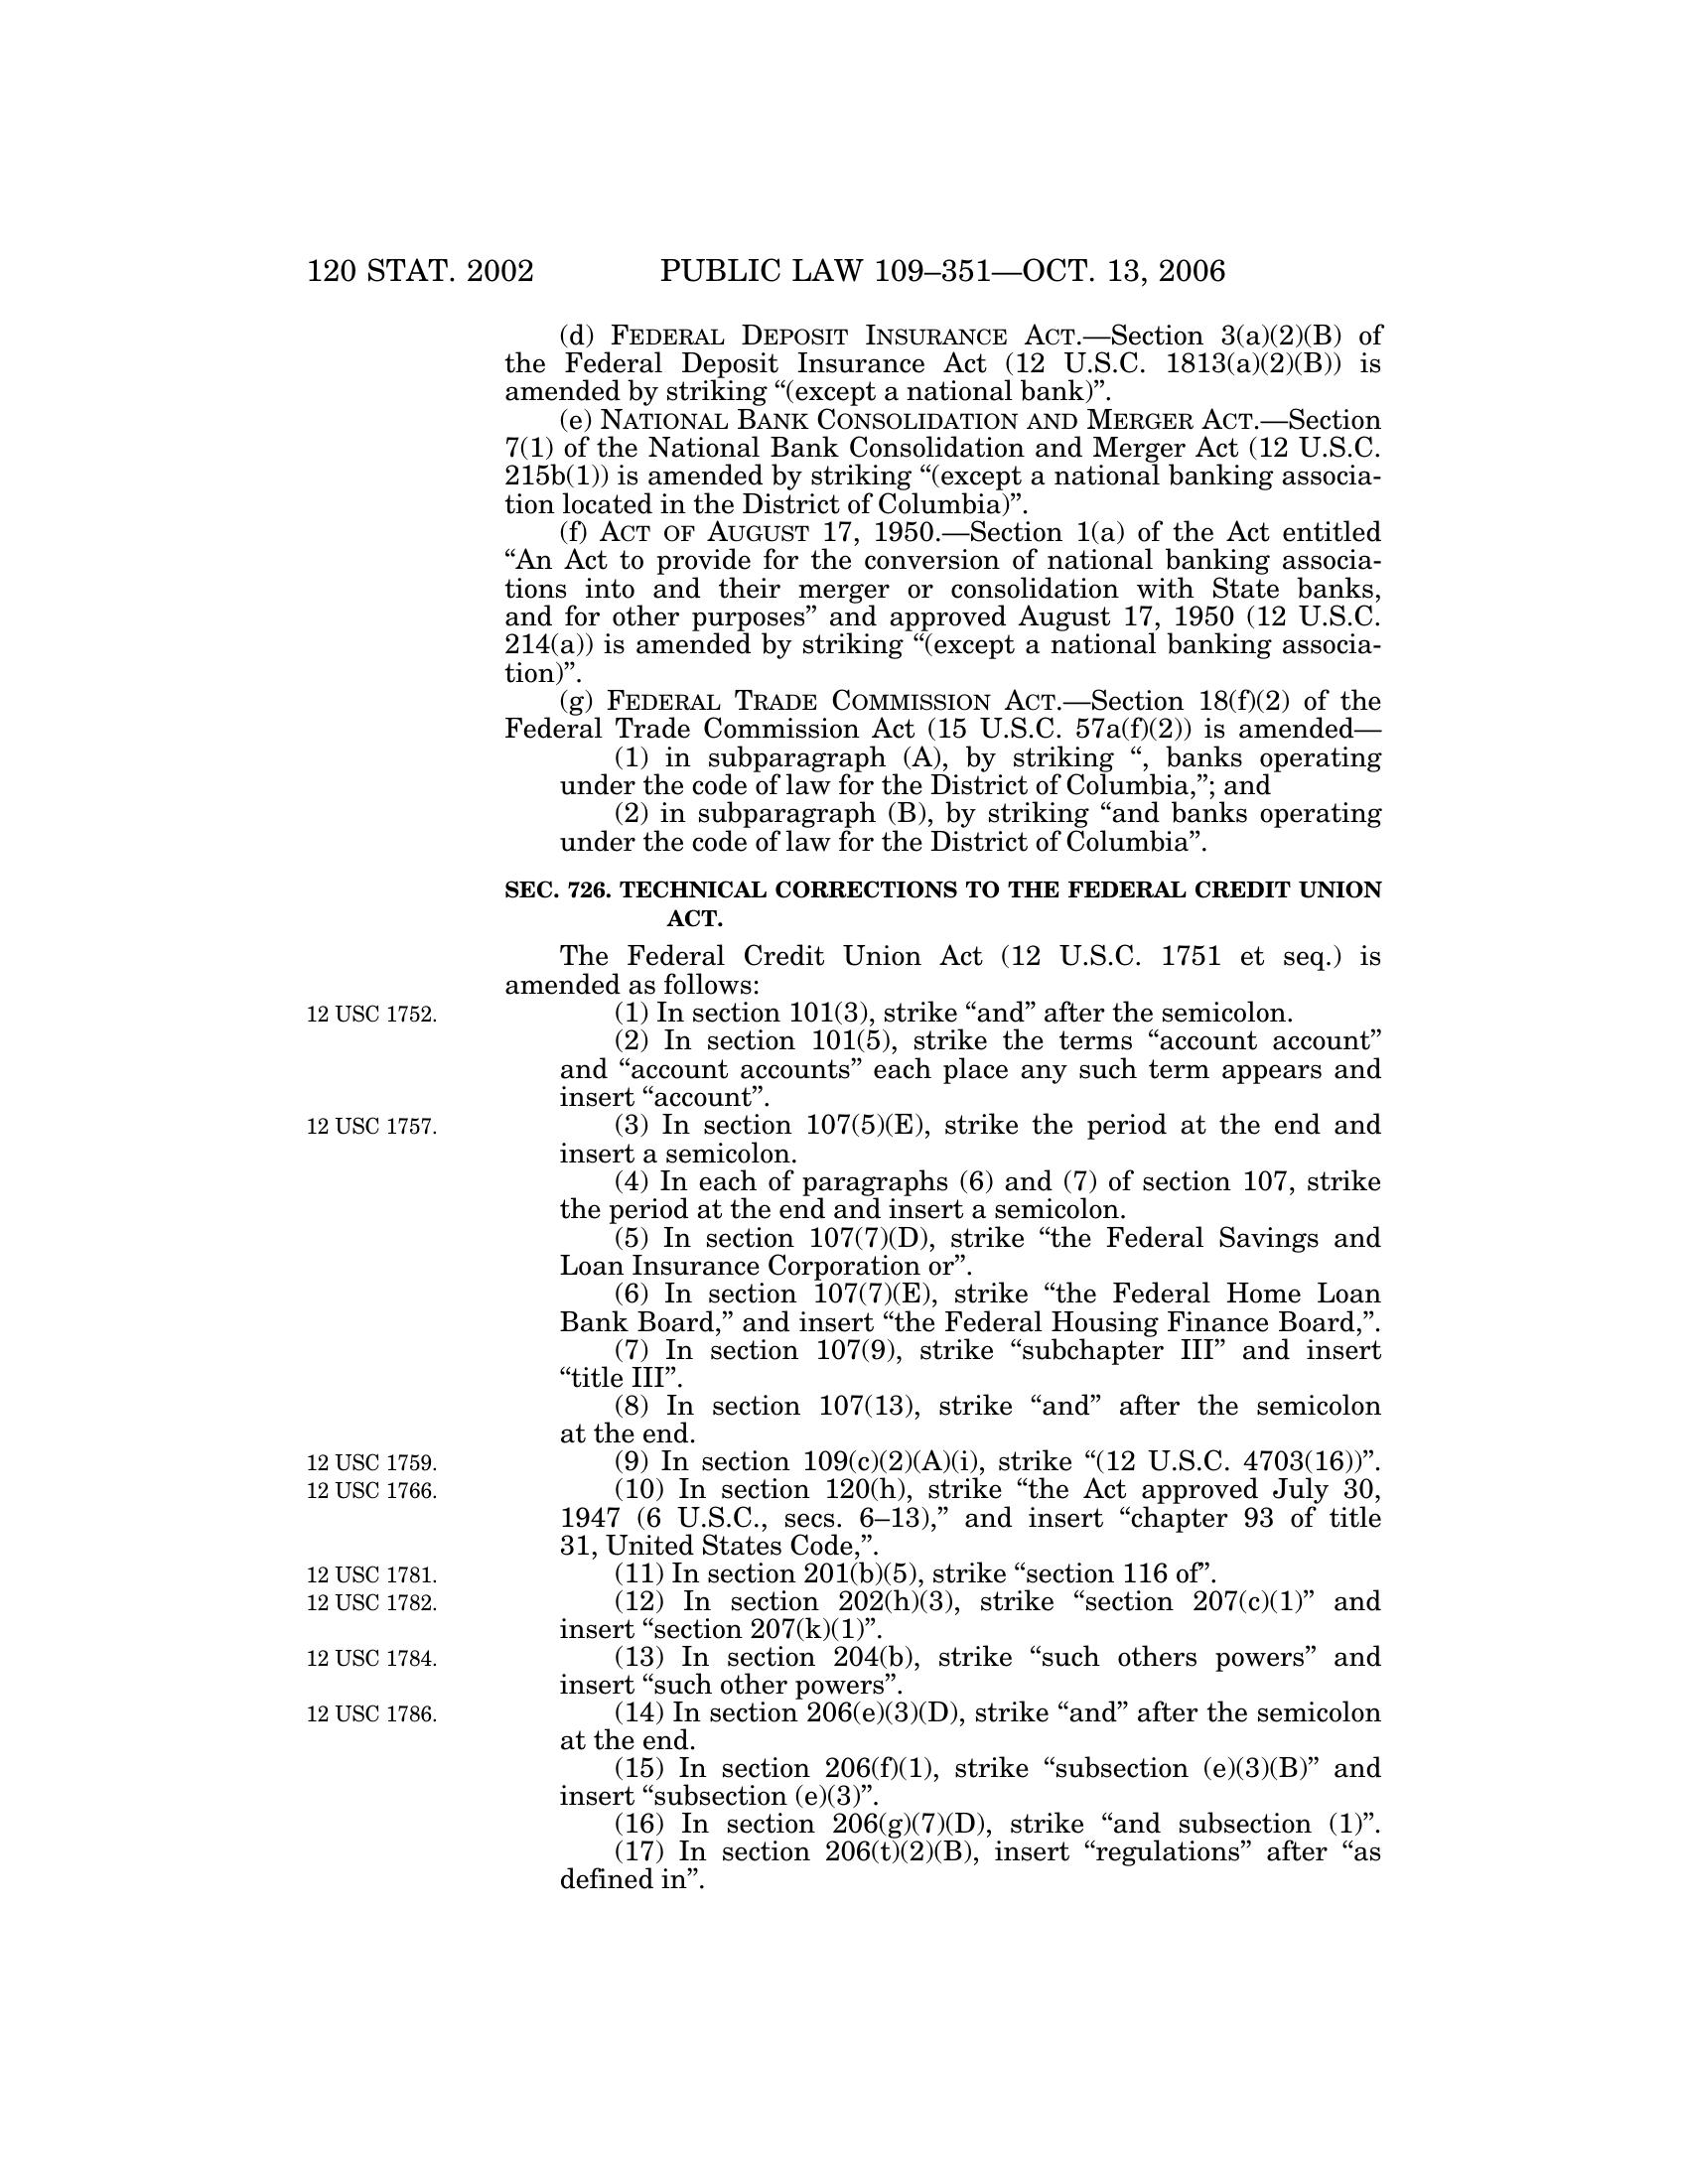 120 STAT. 2002 PUBLIC LAW 109–351—OCT. 13, 2006
(d) FEDERAL DEPOSIT INSURANCE ACT.—Section 3(a)(2)(B) of
the Federal Deposit Insurance Act (12 U.S.C. 1813(a)(2)(B)) is
amended by striking “(except a national bank)”.
(e) NATIONAL BANK CONSOLIDATION AND MERGER ACT.—Section
7(1) of the National Bank Consolidation and Merger Act (12 U.S.C.
215b(1)) is amended by striking “(except a national banking associa-
tion located in the District of Columbia)”.
(f) ACT OF AUGUST 17, 1950.—Section 1(a) of the Act entitled
“An Act to provide for the conversion of national banking associa-
tions into and their merger or consolidation with State banks,
and for other purposes” and approved August 17, 1950 (12 U.S.C.
214(a)) is amended by striking “(except a national banking associa-
tion)”.
(g) FEDERAL TRADE COMMISSION ACT.—Section 18(f)(2) of the
Federal Trade Commission Act (15 U.S.C. 57a(f)(2)) is amended—
(1) in subparagraph (A), by striking “, banks operating
under the code of law for the District of Columbia,”; and
(2) in subparagraph (B), by striking “and banks operating
under the code of law for the District of Columbia”.
SEC. 726. TECHNICAL CORRECTIONS TO THE FEDERAL CREDIT UNION
ACT.
The Federal Credit Union Act (12 U.S.C. 1751 et seq.) is
amended as follows:
12 USC 1752. (1) In section 101(3), strike “and” after the semicolon.
(2) In section 101(5), strike the terms “account account”
and “account accounts” each place any such term appears and
insert “account”.
12 USC 1757. (3) In section 107(5)(E), strike the period at the end and
insert a semicolon.
(4) In each of paragraphs (6) and (7) of section 107, strike
the period at the end and insert a semicolon.
(5) In section 107(7)(D), strike “the Federal Savings and
Loan Insurance Corporation or”.
(6) In section 107(7)(E), strike “the Federal Home Loan
Bank Board,” and insert “the Federal Housing Finance Board,”.
(7) In section 107(9), strike “subchapter III” and insert
“title III”.
(8) In section 107(13), strike “and” after the semicolon
at the end.
12 USC 1759. (9) In section 109(c)(2)(A)(i), strike “(12 U.S.C. 4703(16))”.
12 USC 1766. (10) In section 120(h), strike “the Act approved July 30,
1947 (6 U.S.C., secs. 6–13),” and insert “chapter 93 of title
31, United States Code,”.
12 USC 1781. (11) In section 201(b)(5), strike “section 116 of”.
12 USC 1782. (12) In section 202(h)(3), strike “section 207(c)(1)” and
insert “section 207(k)(1)”.
12 USC 1784. (13) In section 204(b), strike “such others powers” and
insert “such other powers”.
12 USC 1786. (14) In section 206(e)(3)(D), strike “and” after the semicolon
at the end.
(15) In section 206(f)(1), strike “subsection (e)(3)(B)” and
insert “subsection (e)(3)”.
(16) In section 206(g)(7)(D), strike “and subsection (1)”.
(17) In section 206(t)(2)(B), insert “regulations” after “as
defined in”.